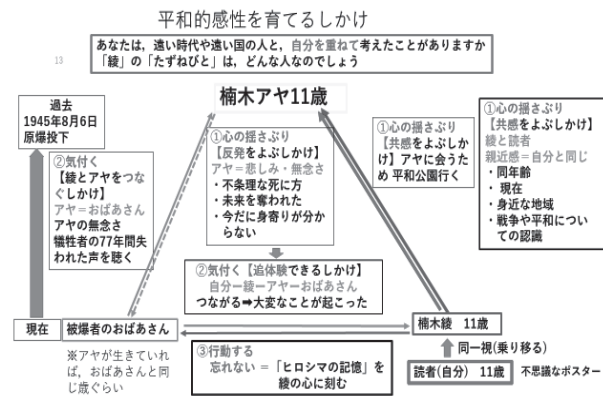 平和的感性を育てるしかけ
13
あなたは，遠い時代や遠い国の人と，自分を重ねて考えたことがありますか
「綾」の「たずねびと」は，どんな人なのでしょう
楠木アヤ11歳
過去
1945年8月6日
原爆投下
②気付く
【綾とアヤをつな
ぐしかけ】
アヤ＝おばあさん
アヤの無念さ
犠牲者の77年間失
われた声を聴く
①心の揺さぶり
【反発をよぶしかけ】
アヤ＝悲しみ・無念さ
・不条理な死に方
・未来を奪われた
・今だに身寄りが分か
らない
①心の揺さぶり
【共感をよぶしか
け】アヤに会うた
め 平和公園行く
①心の揺さぶり
【共感をよぶしかけ】
綾と読者
親近感＝自分と同じ
・同年齢
・ 現在
・身近な地域
・戦争や平和につい
ての認識
②気付く【追体験できるしかけ】
自分ー綾ーアヤーおばあさん
つながる➡大変なことが起こった
現在
被爆者のおばあさん
楠木綾 11歳
※アヤが生きていれ
ば，おばあさんと同
じ歳ぐらい
③行動する
忘れない ＝「ヒロシマの記憶」を
綾の心に刻む
同一視(乗り移る)
読者(自分) 11歳
不思議なポスター